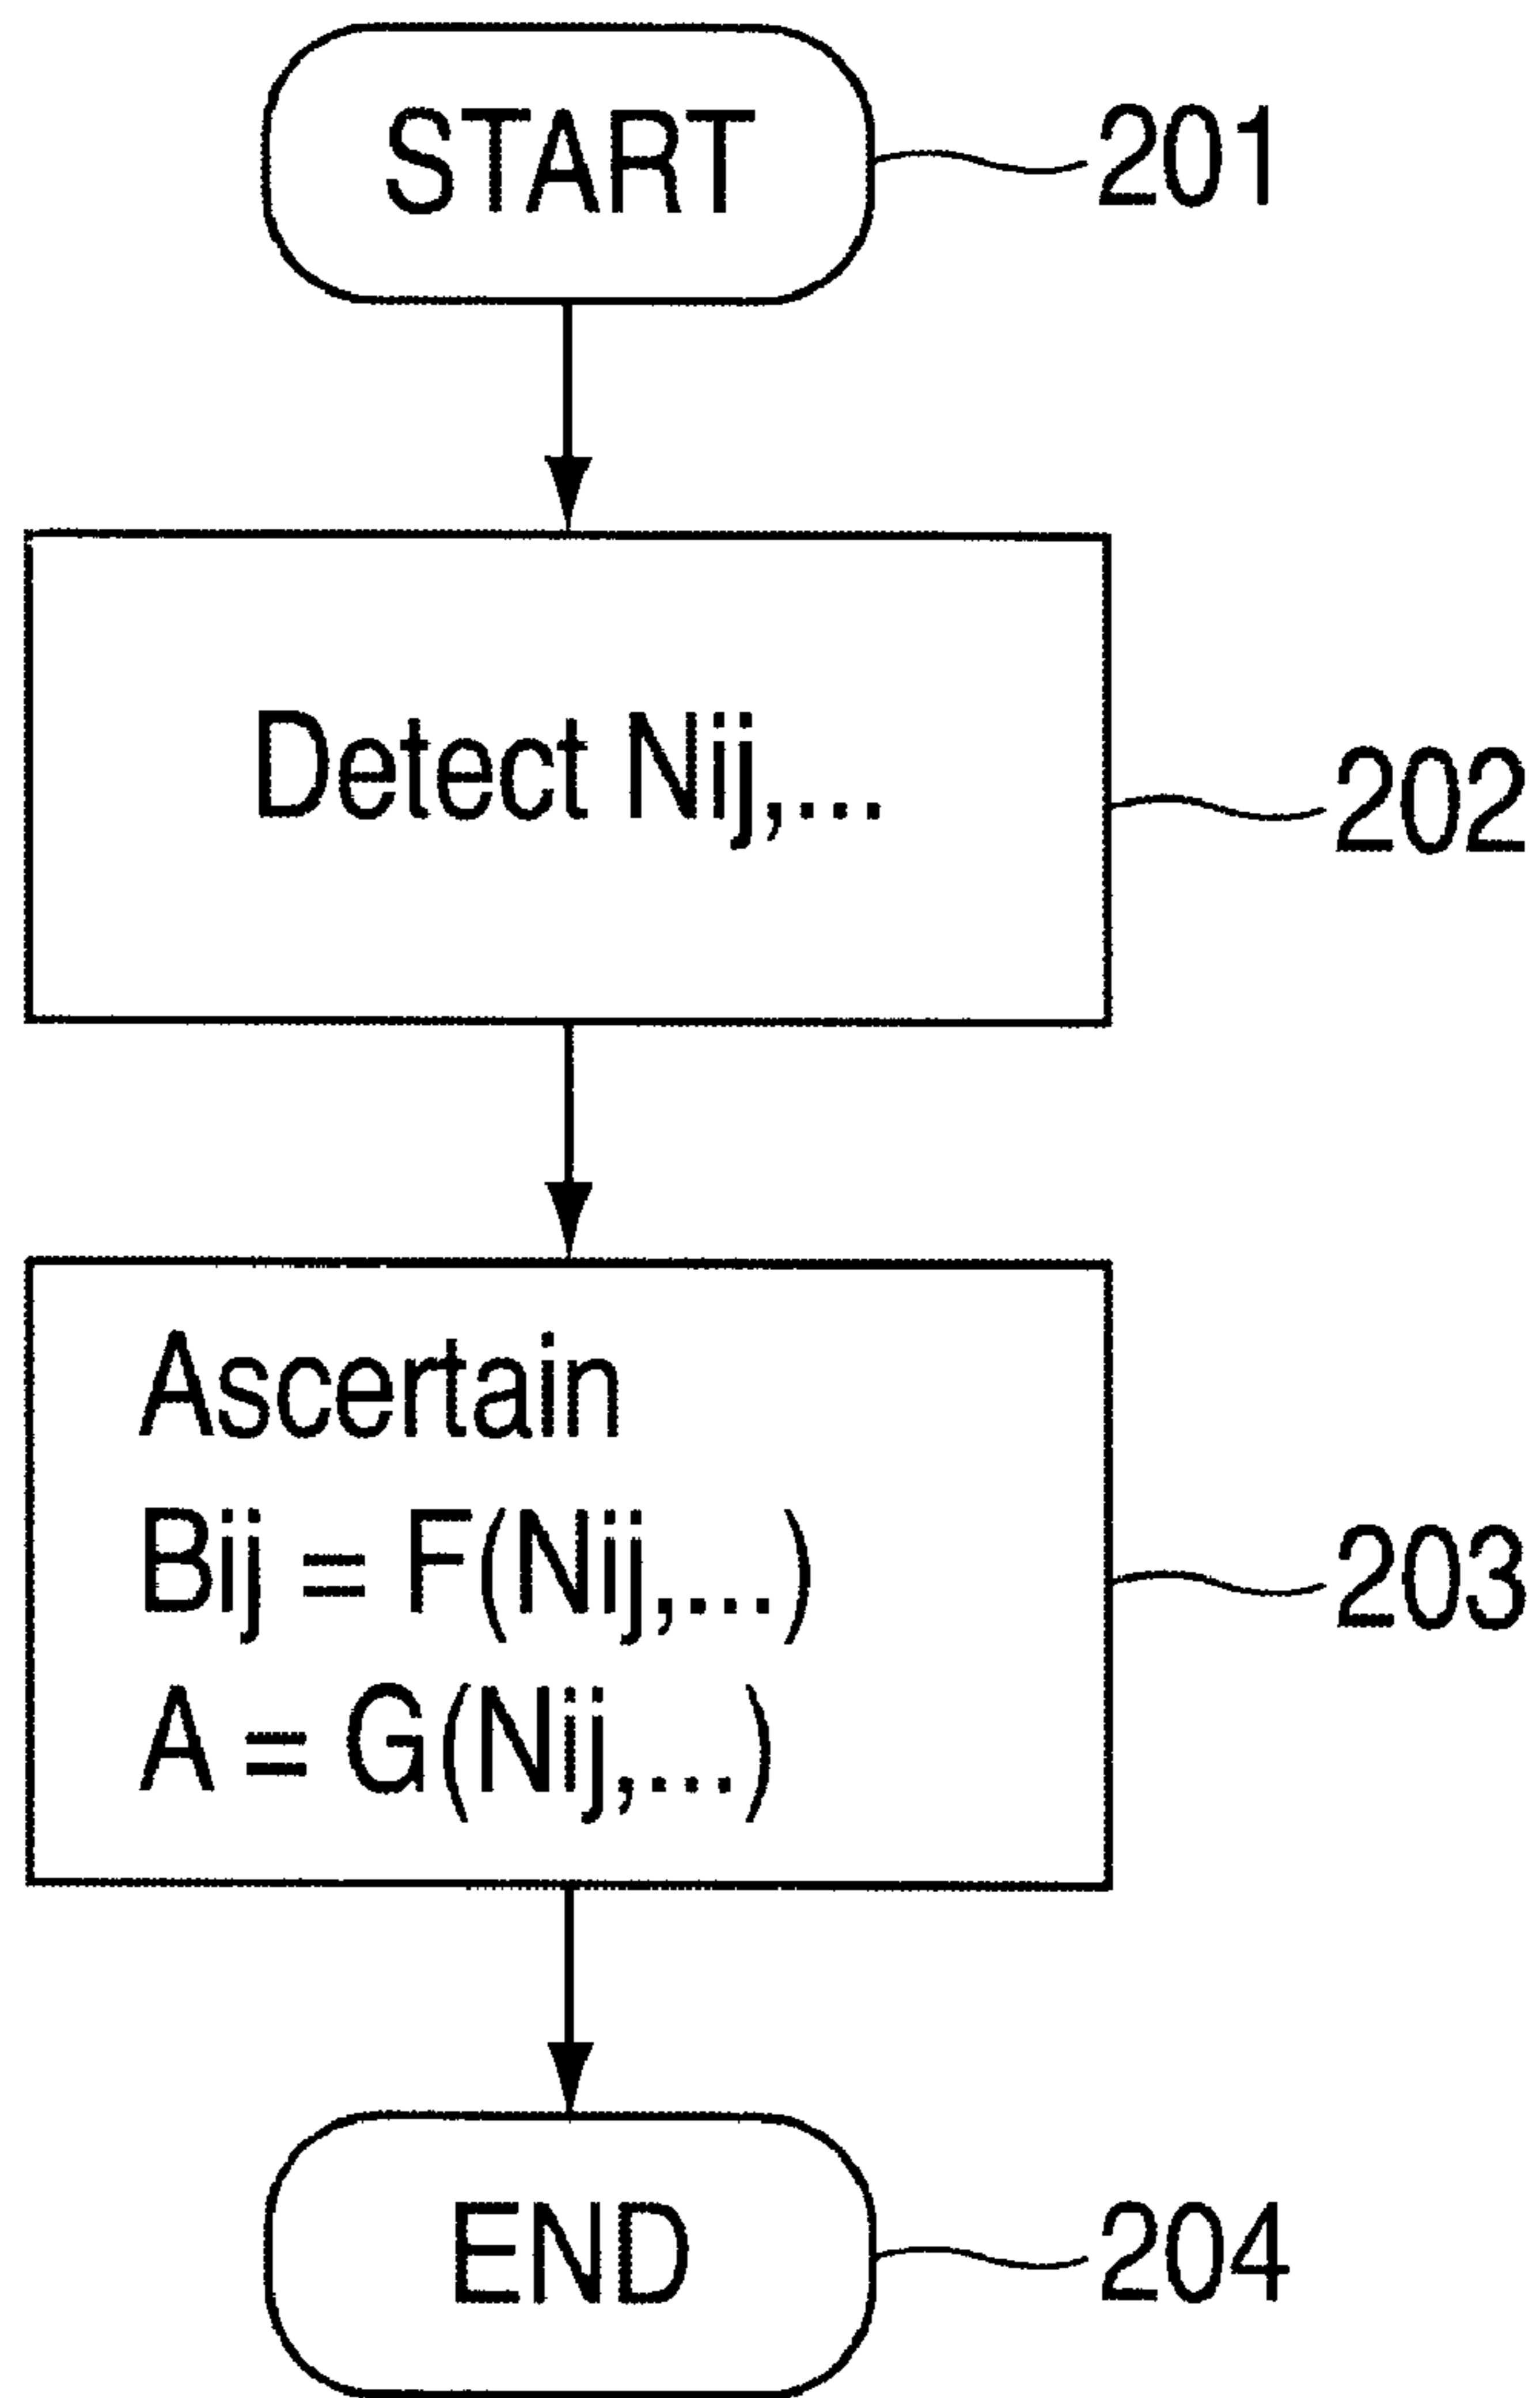 START
201
Detect Nij,...
202
Ascertain
Bij = F(Nij,...)
A = G(Nij,...)
203
END
204